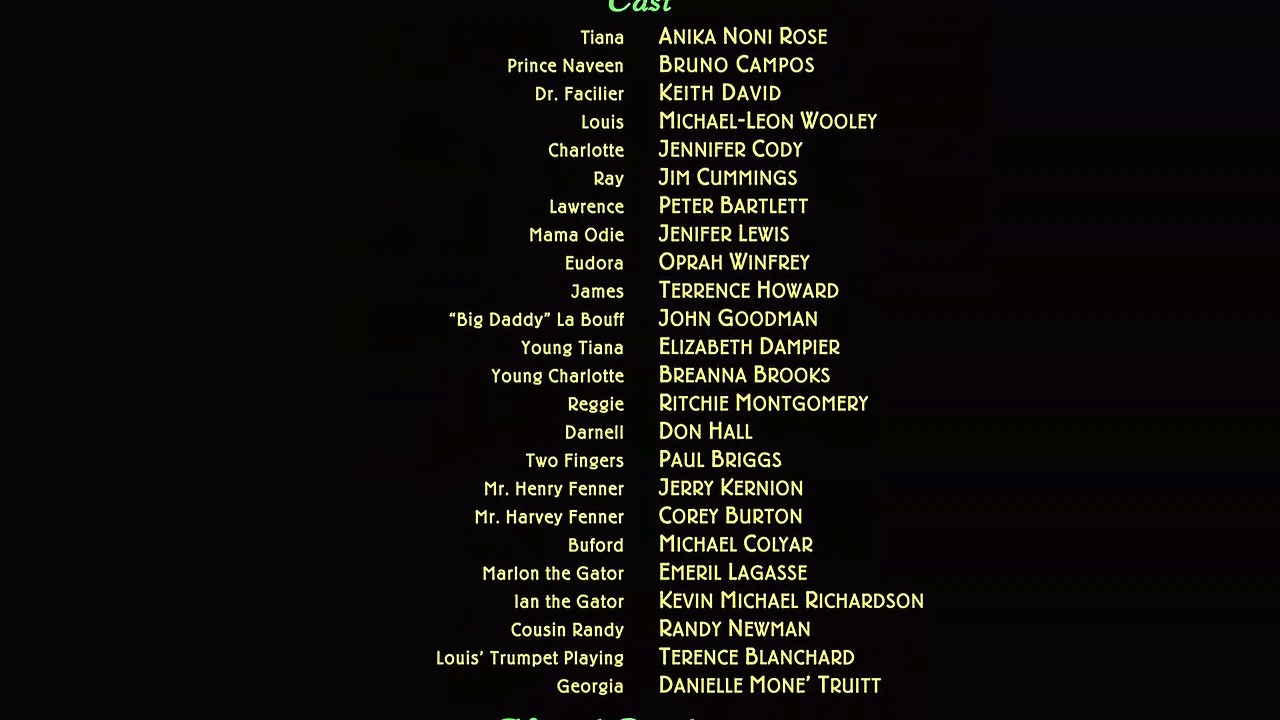 Cast
Tiana ANIKA NONI ROSE
Prince Naveen BRUNO CAMPOS
Dr. Facilier KEITH DAVID
Louis MICHAEL-LEON WOOLEY
Charlotte JENNIFER CODY
Ray JIM CUMMINGS
Lawrence PETER BARTLETT
Mama Odie JENIFER LEWIS
Eudora OPRAH WINFREY
James TERRENCE HOWARD
“Big Daddy” La Bouff JOHN GOODMAN
Young Tiana ELIZABETH DAMPIER
Young Charlotte BREANNA BROOKS
Reggie RITCHIE MONTGOMERY
Darnell DON HALL
Two Fingers PAUL BRIGGS
Mr. Henry Fenner JERRY KERNION
Mr. Harvey Fenner COREY BURTON
Buford MICHAEL COLYAR
Marlon the Gator EMERIL LAGASSE
Ian the Gator KEVIN MICHAEL RICHARDSON
Cousin Randy RANDY NEWMAN
Louis’ Trumpet Playing TERENCE BLANCHARD
Georgia DANIELLE MONE’ TRUITT